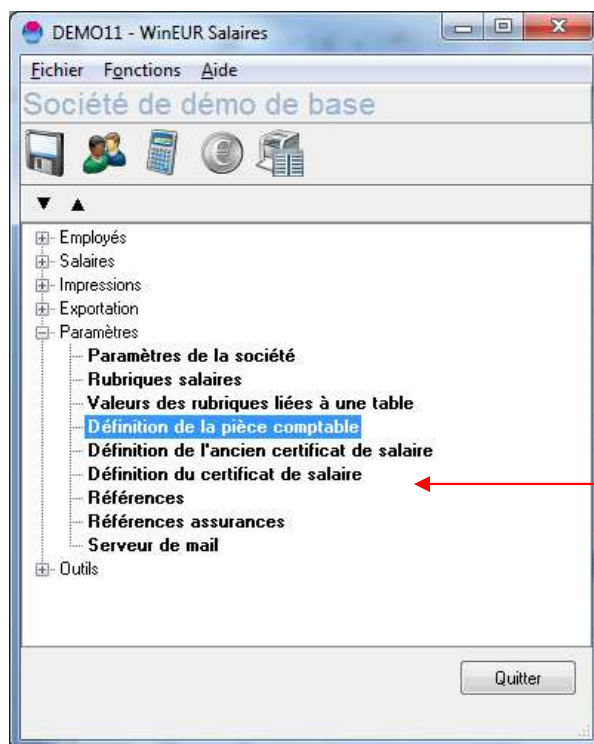 DEMO11 - WinEUR Salaires
Fichier Fonctions Aide
Société de démo de base
Employés
Salaires
Impressions
Exportation
Paramètres
Paramètres de la société
Rubriques salaires
Valeurs des rubriques liées à une table
Définition de la pièce comptable
Définition de l'ancien certificat de salaire
Définition du certificat de salaire
Références
Références assurances
Serveur de mail
Outils
Quitter